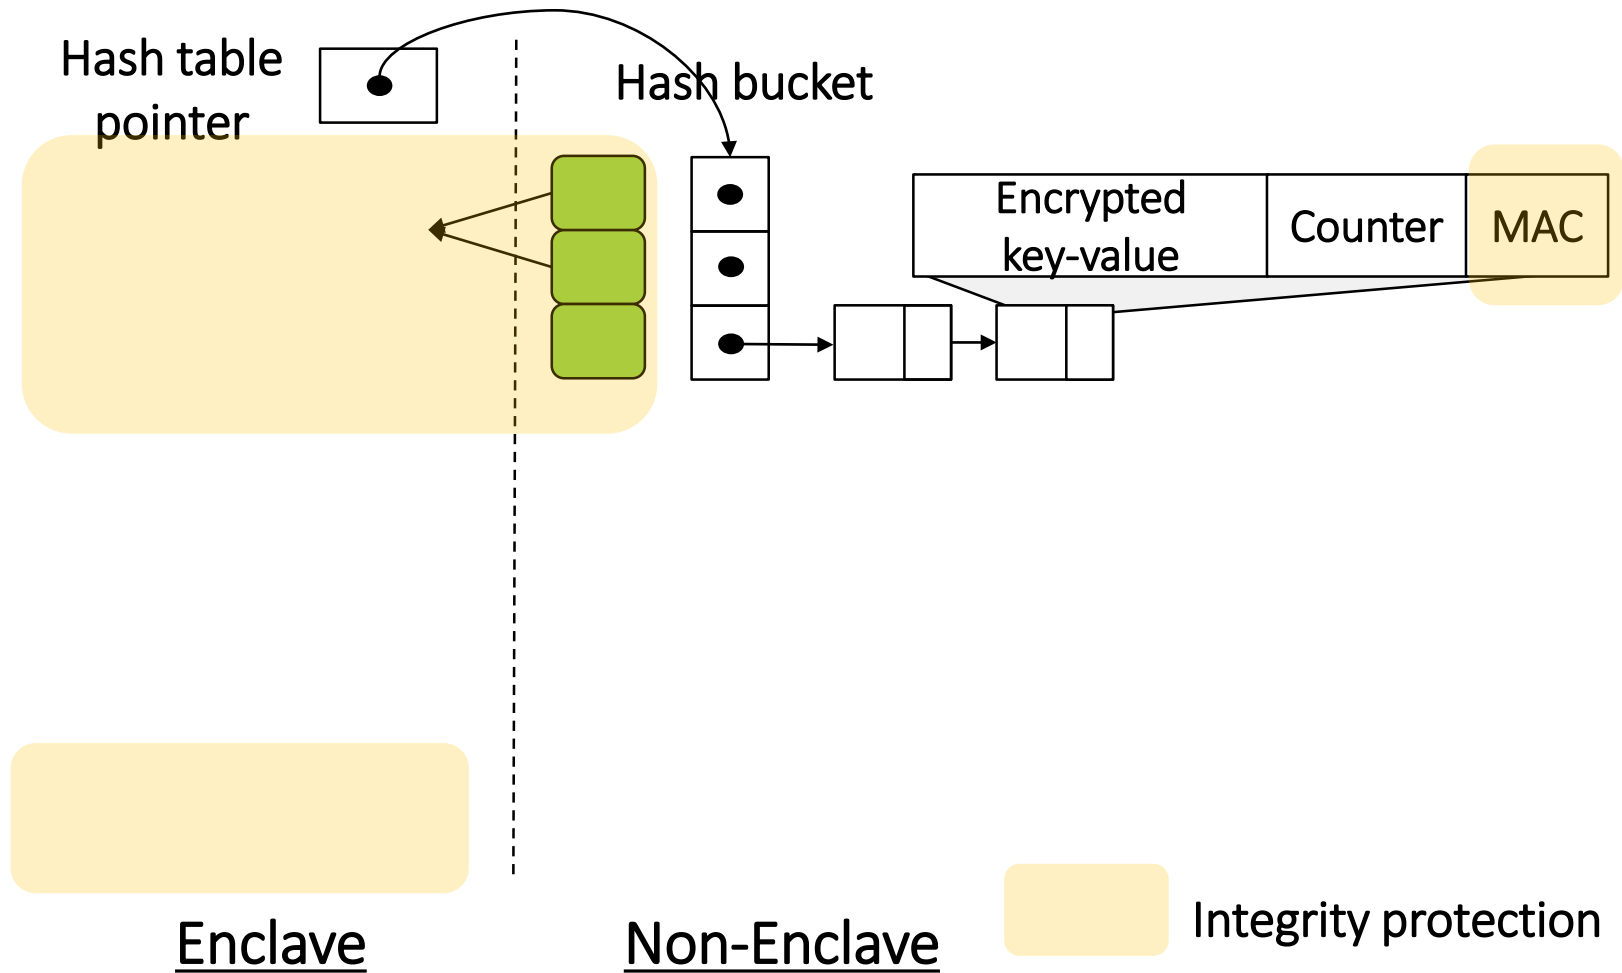 Hash table
pointer
Hash bucket
Encrypted
key-value
Counter
MAC
Enclave
Non-Enclave
Integrity protection